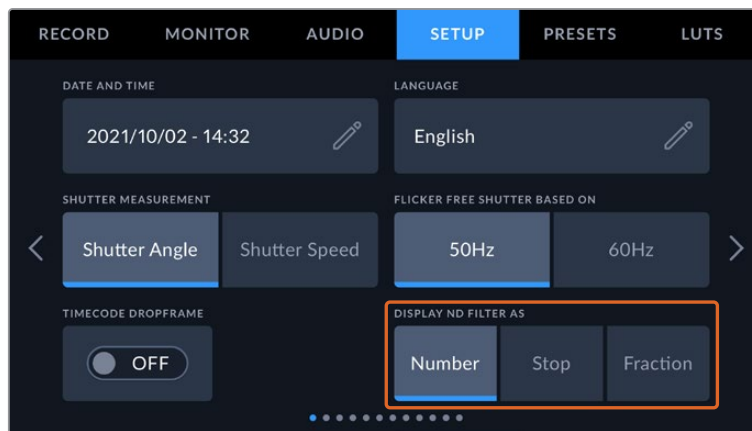 RECORD MONITOR AUDIO SETUP PRESETS LUTS
DATE AND TIME LANGUAGE
2021/10/02 - 14:32 English
SHUTTER MEASUREMENT FLICKER FREE SHUTTER BASED ON
Shutter Angle Shutter Speed 50Hz 60Hz
TIMECODE DROPFRAME DISPLAY ND FILTER AS
OFF Number Stop Fraction